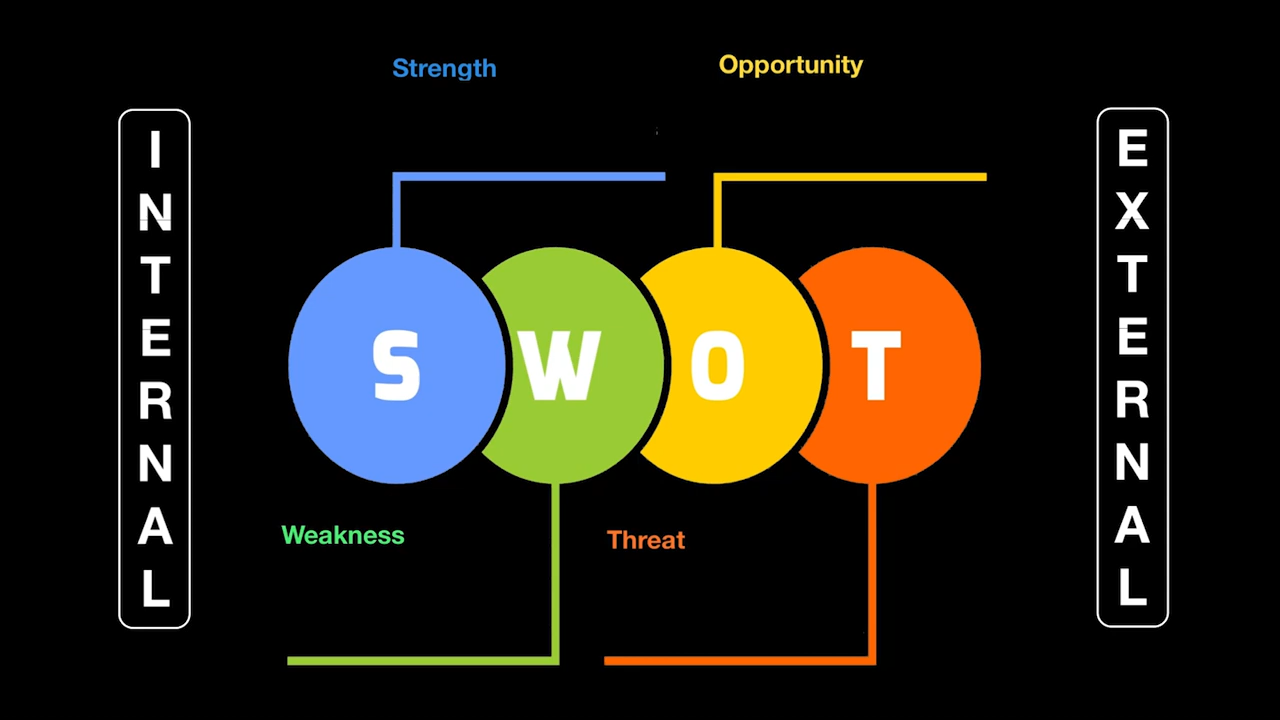 Strength
Opportunity
INTERNAL
EXTERNAL
S W O T
Weakness
Threat